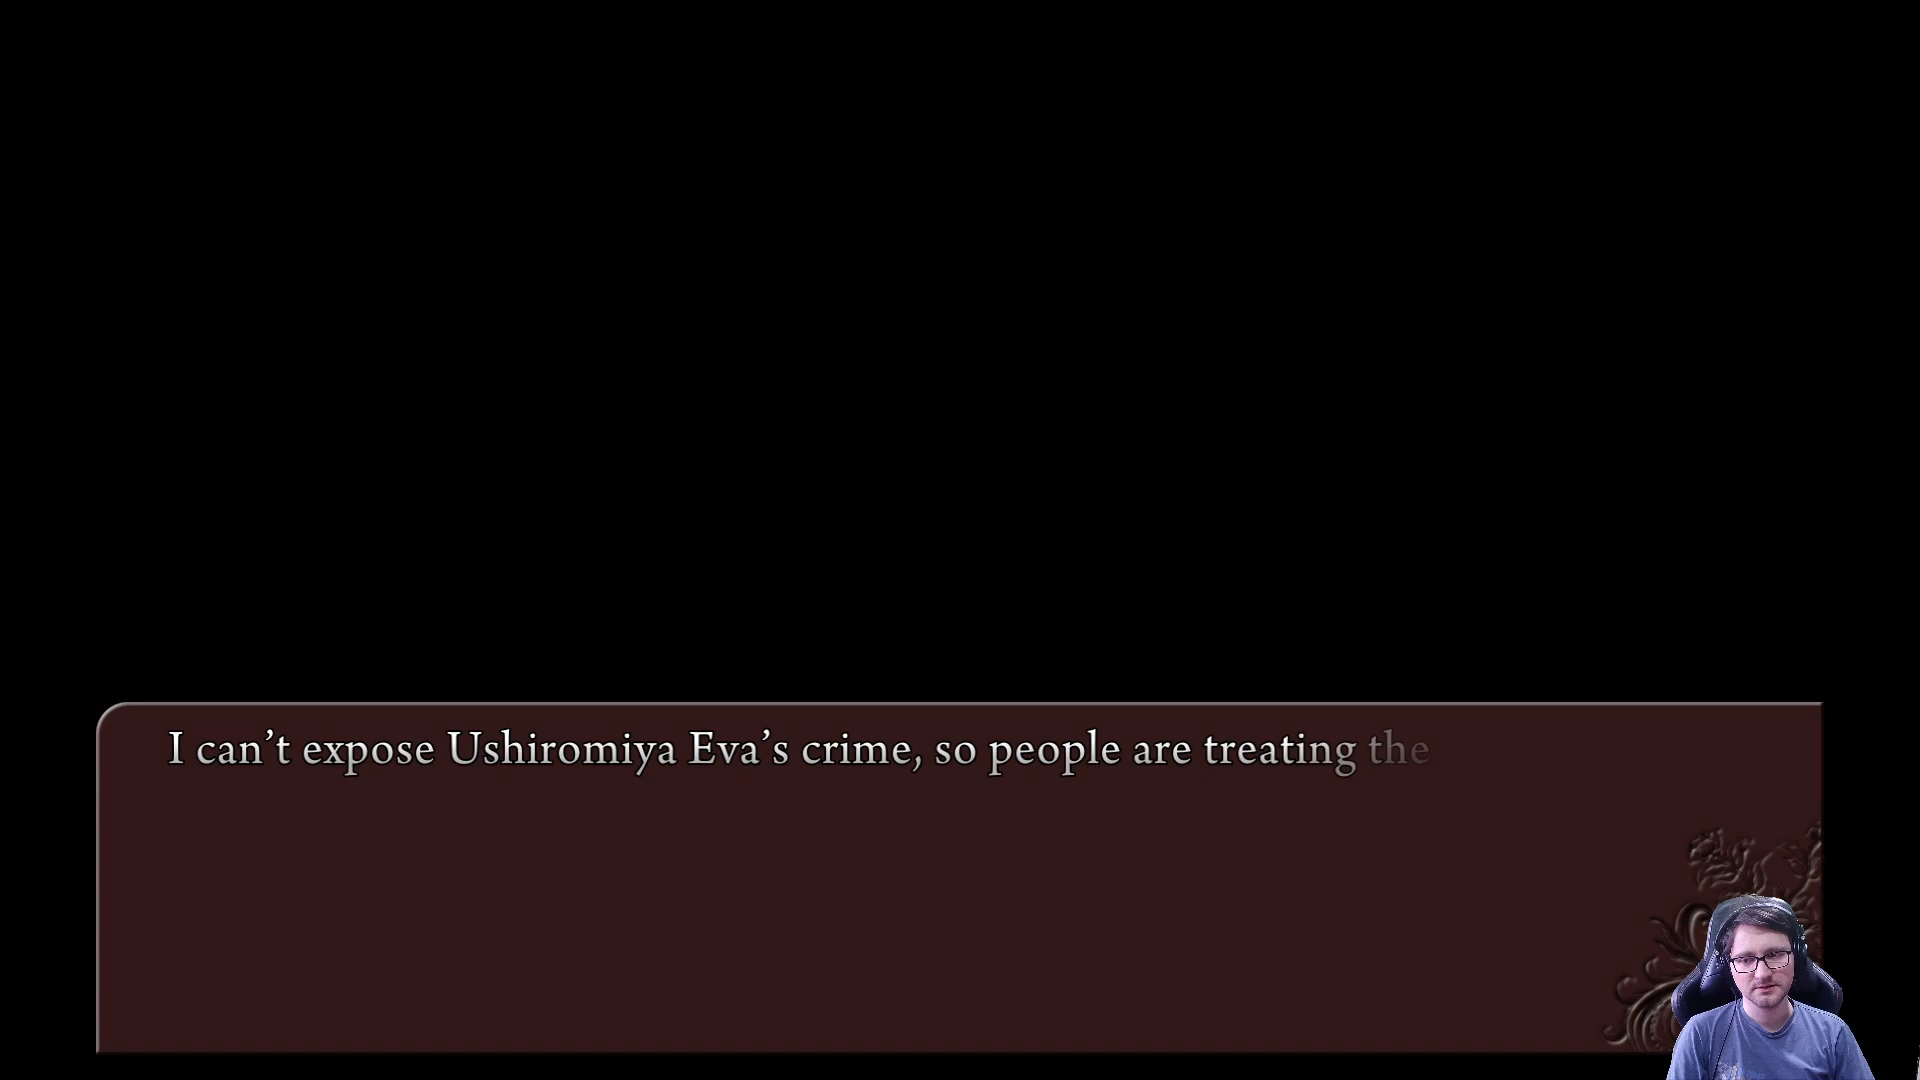 I can’t expose Ushiromiya Eva’s crime, so people are treating the